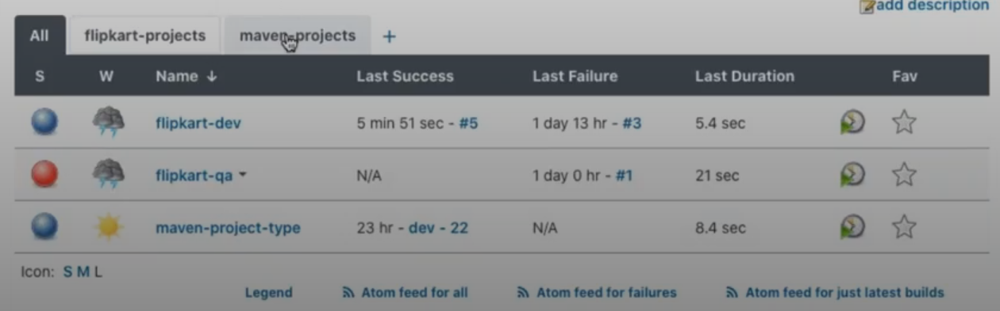 add description
All flipkart-projects maven-projects +
S W Name ↓ Last Success Last Failure Last Duration Fav
flipkart-dev 5 min 51 sec - #5 1 day 13 hr - #3 5.4 sec
flipkart-qa N/A 1 day 0 hr - #1 21 sec
maven-project-type 23 hr - dev - 22 N/A 8.4 sec
Icon: S M L
Legend Atom feed for all Atom feed for failures Atom feed for just latest builds